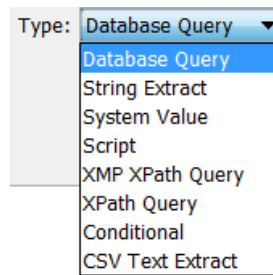 Type: Database Query
Database Query
String Extract
System Value
Script
XMP XPath Query
XPath Query
Conditional
CSV Text Extract